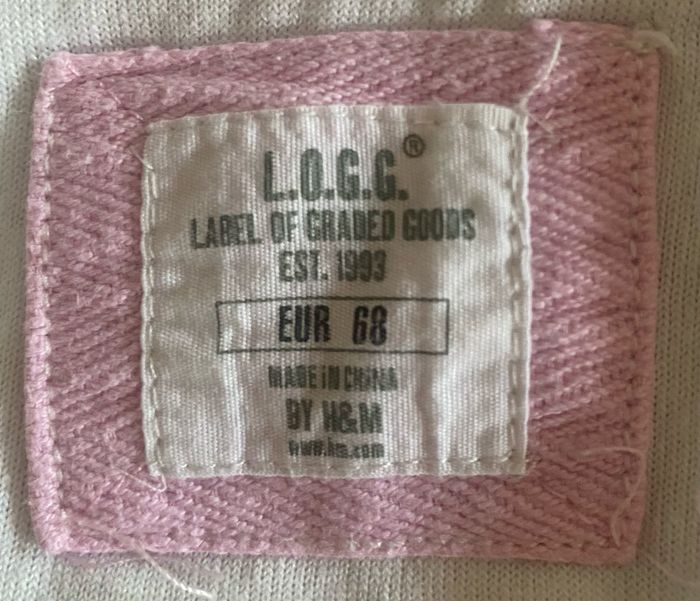 L.O.G.G.®
LABEL OF GRADED GOODS
EST. 1993
EUR 68
MADE IN CHINA
BY H&M
www.hm.com